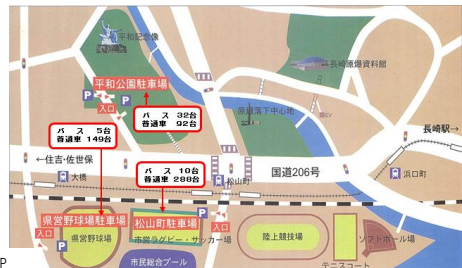 平和記念像
長崎原爆資料館
平和公園駐車場
P
P
入口
バス 32台
普通車 92台
原爆落下中心地
バス 5台
普通車 149台
長崎駅→
←住吉・佐世保
国道206号
バス 10台
普通車 288台
大橋
松山町
浜口町
県営野球場駐車場
松山町駐車場
P
入口
入口
県営野球場
市営ラグビー・サッカー場
陸上競技場
ソフトボール場
P
市民総合プール
テニスコート
P